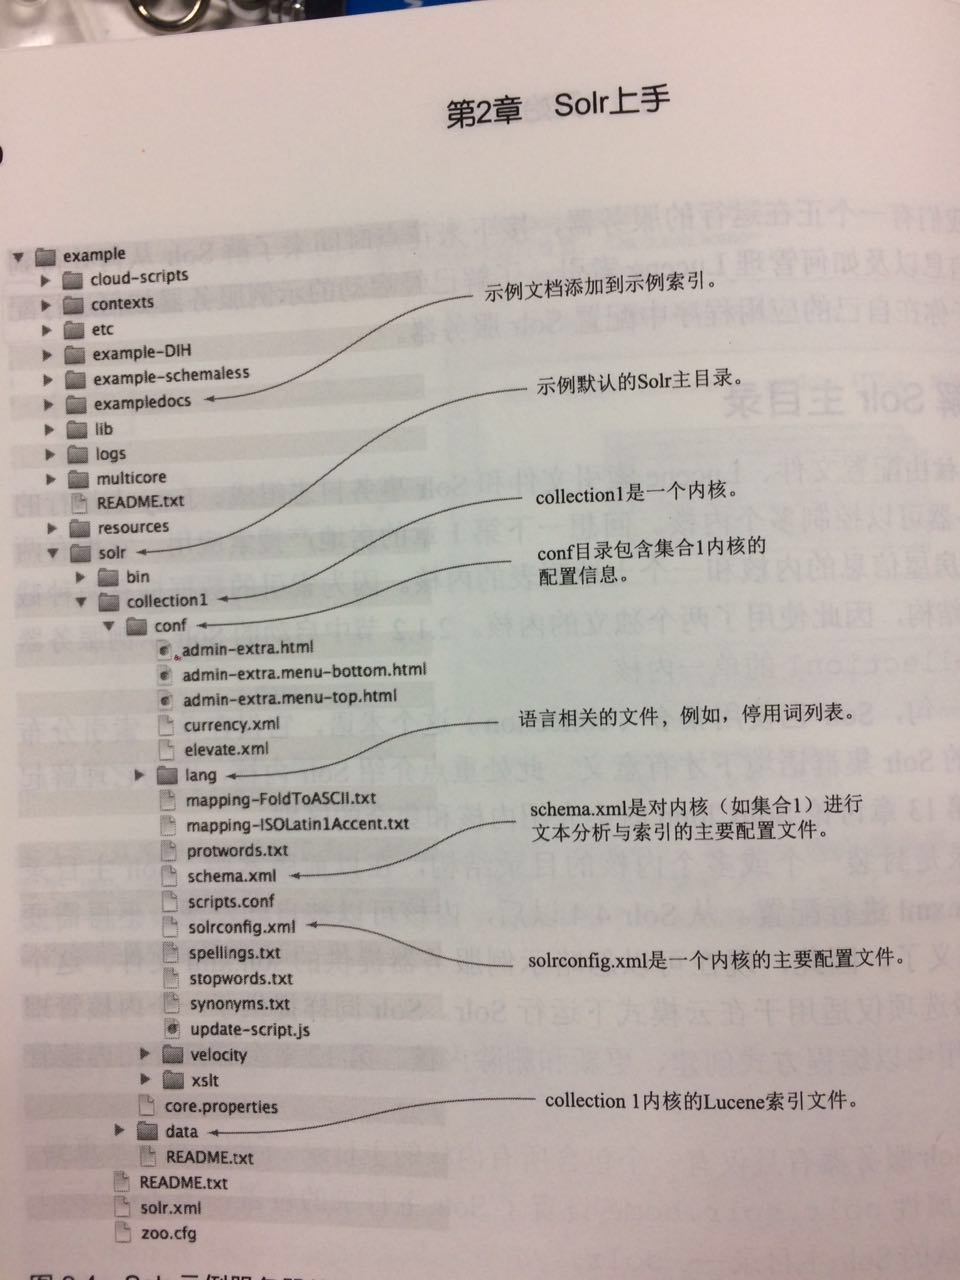 第2章 Solr上手
example
cloud-scripts
contexts
etc
example-DIH
example-schemaless
exampledocs
示例文档添加到示例索引。
lib
logs
multicore
README.txt
resources
solr
示例默认的Solr主目录。
bin
collection1
collection1是一个内核。
conf
conf目录包含集合1内核的
配置信息。
admin-extra.html
admin-extra.menu-bottom.html
admin-extra.menu-top.html
currency.xml
elevate.xml
lang
语言相关的文件，例如，停用词列表。
mapping-FoldToASCII.txt
mapping-ISOLatin1Accent.txt
protwords.txt
schema.xml
schema.xml是对内核（如集合1）进行
文本分析与索引的主要配置文件。
scripts.conf
solrconfig.xml
solrconfig.xml是一个内核的主要配置文件。
spellings.txt
stopwords.txt
synonyms.txt
update-script.js
velocity
xslt
core.properties
data
collection 1内核的Lucene索引文件。
README.txt
README.txt
solr.xml
zoo.cfg